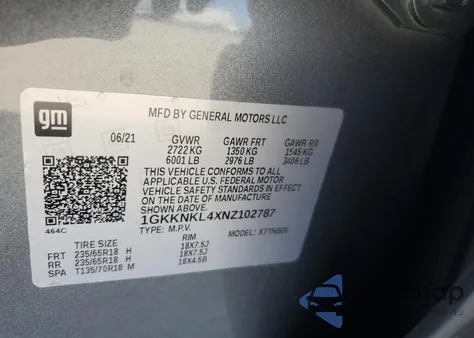 gm
MFD BY GENERAL MOTORS LLC
06/21 GVWR GAWR FRT GAWR RR
2722 KG 1350 KG 1545 KG
6001 LB 2976 LB 3406 LB
THIS VEHICLE CONFORMS TO ALL
APPLICABLE U.S. FEDERAL MOTOR
VEHICLE SAFETY STANDARDS IN EFFECT
ON THE DATE OF MANUFACTURE
SHOWN ABOVE.
1GKKNKL4XNZ102787
TYPE: M.P.V. MODEL: X7TNB26
464C
TIRE SIZE RIM
FRT 235/65R18 H 18X7.5J
RR 235/65R18 H 18X7.5J
SPA T135/70R18 M 18X4.5B